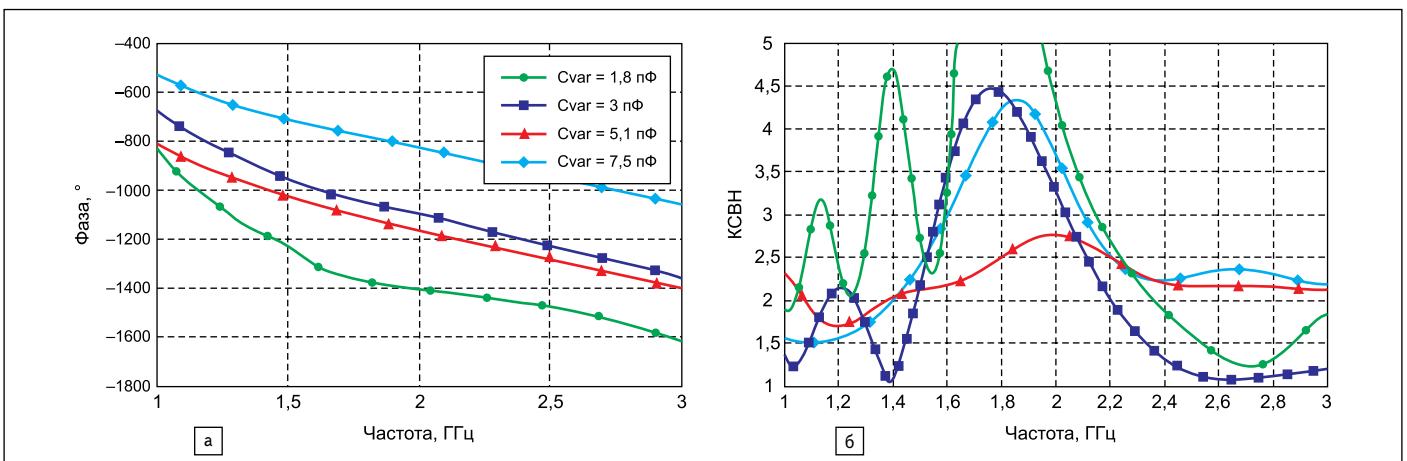 –400
–600
–800
–1000
–1200
–1400
–1600
–1800
Фаза, °
1 1,5 2 2,5 3
Частота, ГГц
а
Cvar = 1,8 пФ
Cvar = 3 пФ
Cvar = 5,1 пФ
Cvar = 7,5 пФ
5
4,5
4
3,5
3
2,5
2
1,5
1
КСВН
1 1,2 1,4 1,6 1,8 2 2,2 2,4 2,6 2,8 3
Частота, ГГц
б